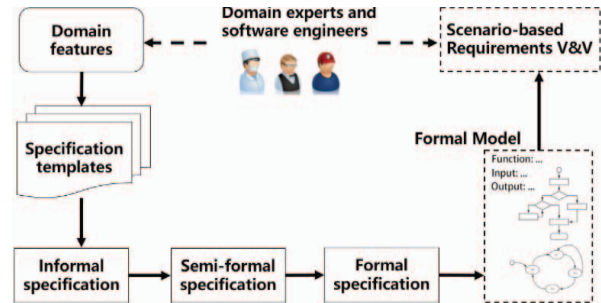 Domain
features
Domain experts and
software engineers
Scenario-based
Requirements V&V
Specification
templates
Formal Model
Function: ...
Input: ...
Output: ...
Informal
specification
Semi-formal
specification
Formal
specification